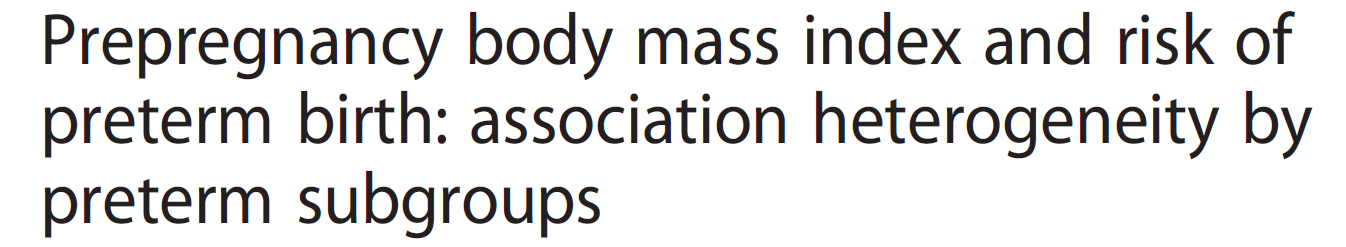 Prepregnancy body mass index and risk of
preterm birth: association heterogeneity by
preterm subgroups